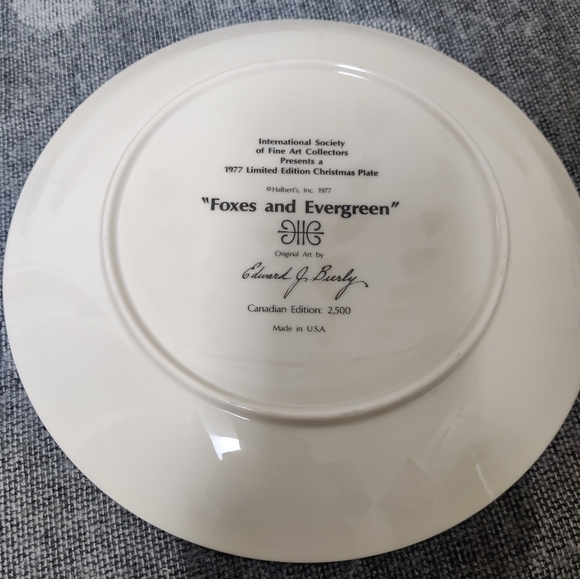 International Society
of Fine Art Collectors
Presents a
1977 Limited Edition Christmas Plate
©Halbert's, Inc. 1977
"Foxes and Evergreen"
Original Art by
Edward J. Burly
Canadian Edition: 2,500
Made in U.S.A.